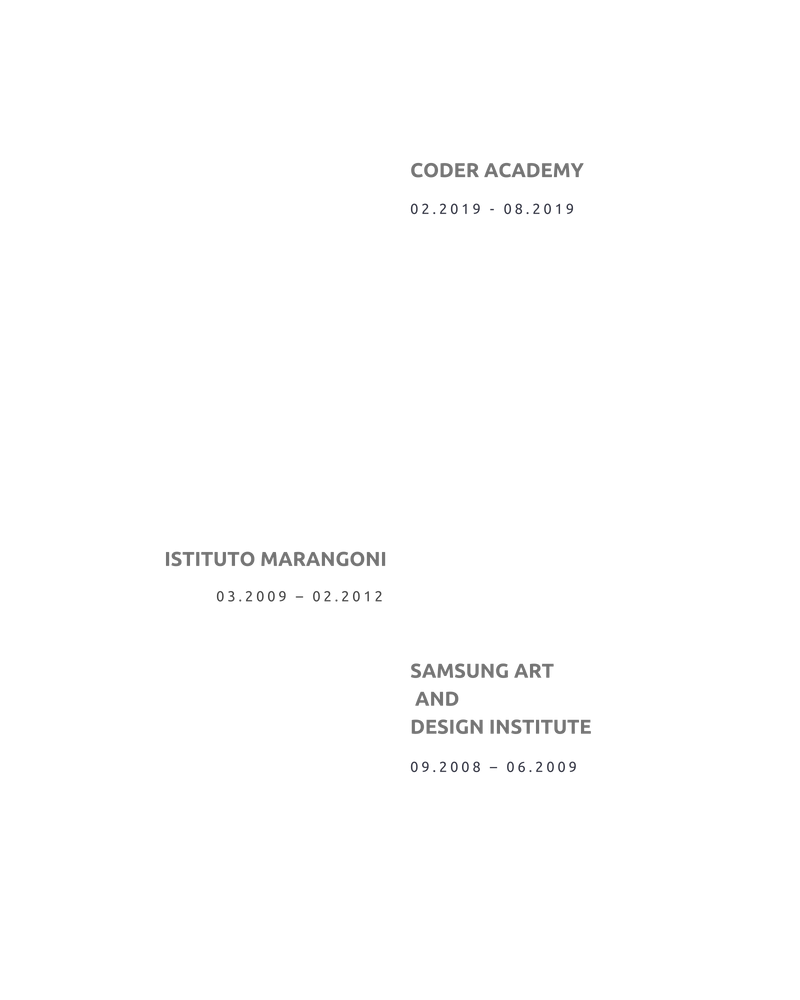 CODER ACADEMY
02.2019 - 08.2019
ISTITUTO MARANGONI
03.2009 – 02.2012
SAMSUNG ART
AND
DESIGN INSTITUTE
09.2008 – 06.2009